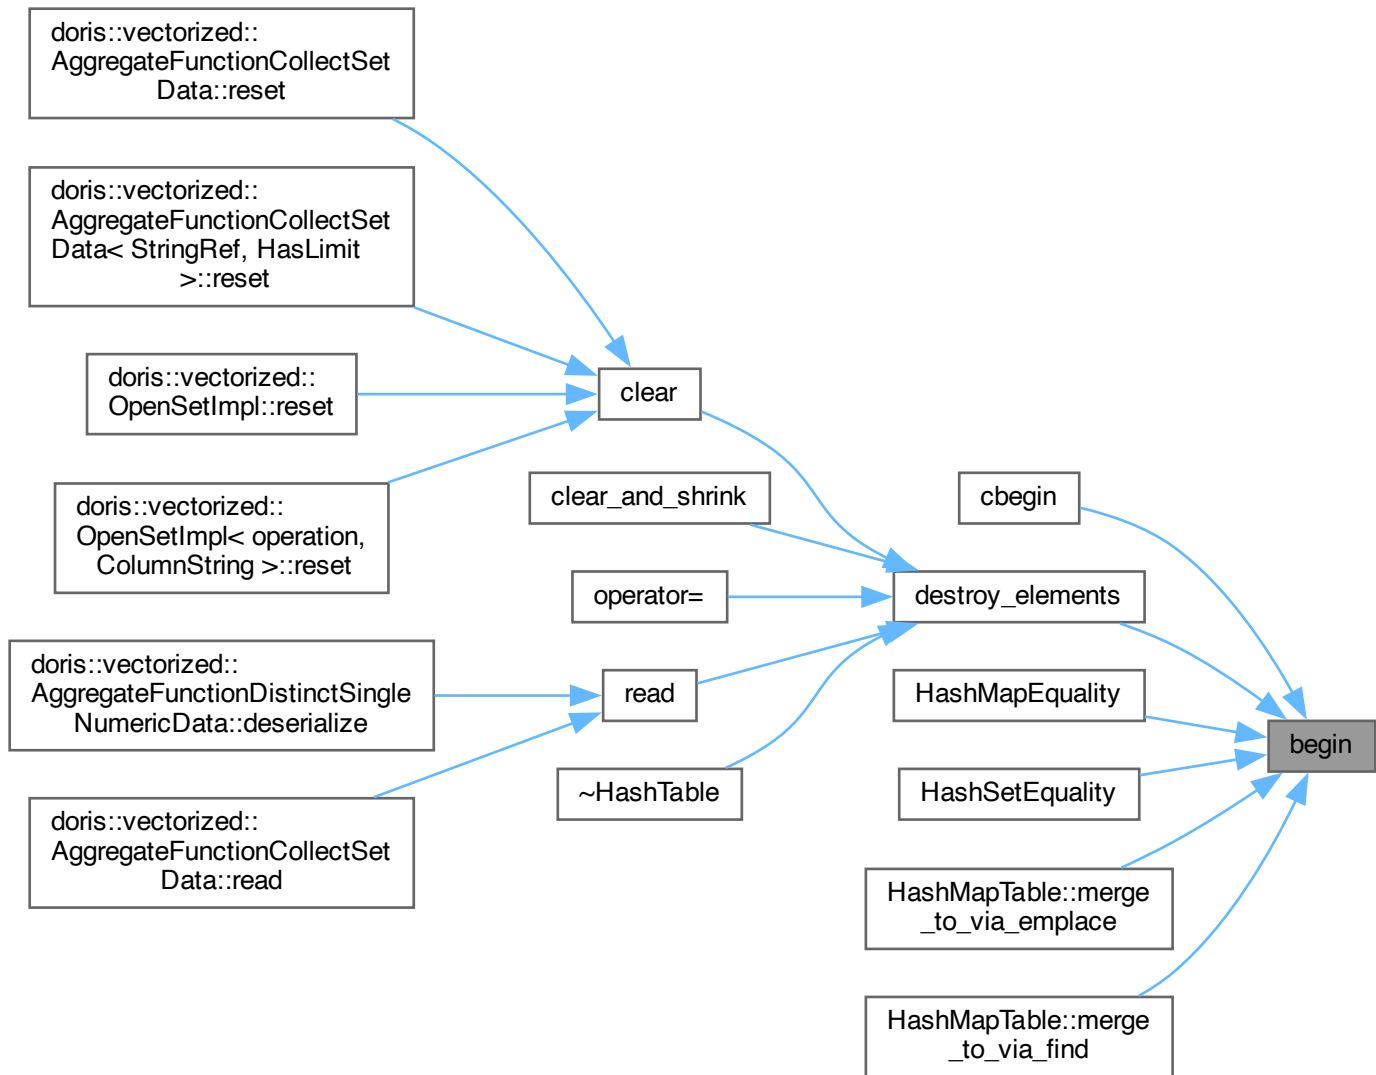 doris::vectorized::
AggregateFunctionCollectSet
Data::reset
doris::vectorized::
AggregateFunctionCollectSet
Data< StringRef, HasLimit
>::reset
doris::vectorized::
OpenSetImpl::reset
doris::vectorized::
OpenSetImpl< operation,
ColumnString >::reset
doris::vectorized::
AggregateFunctionDistinctSingle
NumericData::deserialize
doris::vectorized::
AggregateFunctionCollectSet
Data::read
clear
clear_and_shrink
operator=
read
~HashTable
cbegin
destroy_elements
HashMapEquality
HashSetEquality
HashMapTable::merge
_to_via_emplace
HashMapTable::merge
_to_via_find
begin